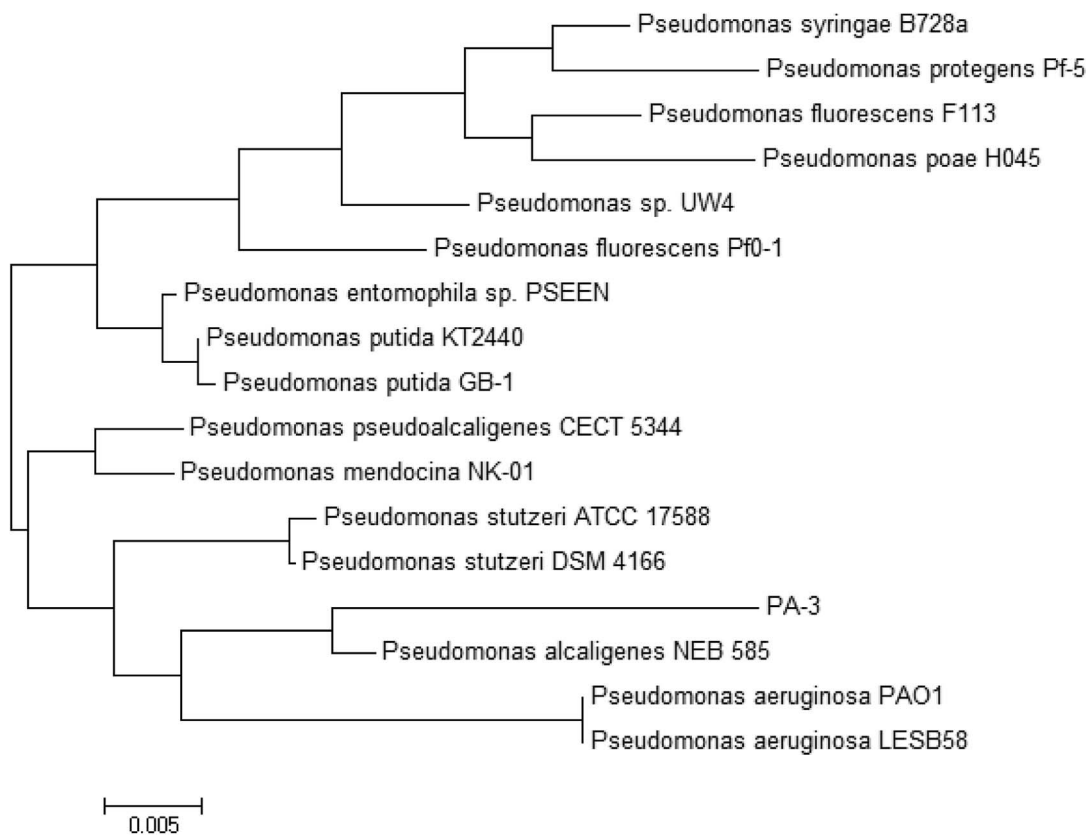 Pseudomonas syringae B728a
Pseudomonas protegens Pf-5
Pseudomonas fluorescens F113
Pseudomonas poae H045
Pseudomonas sp. UW4
Pseudomonas fluorescens Pf0-1
Pseudomonas entomophila sp. PSEEN
Pseudomonas putida KT2440
Pseudomonas putida GB-1
Pseudomonas pseudoalcaligenes CECT 5344
Pseudomonas mendocina NK-01
Pseudomonas stutzeri ATCC 17588
Pseudomonas stutzeri DSM 4166
PA-3
Pseudomonas alcaligenes NEB 585
Pseudomonas aeruginosa PAO1
Pseudomonas aeruginosa LESB58
0.005